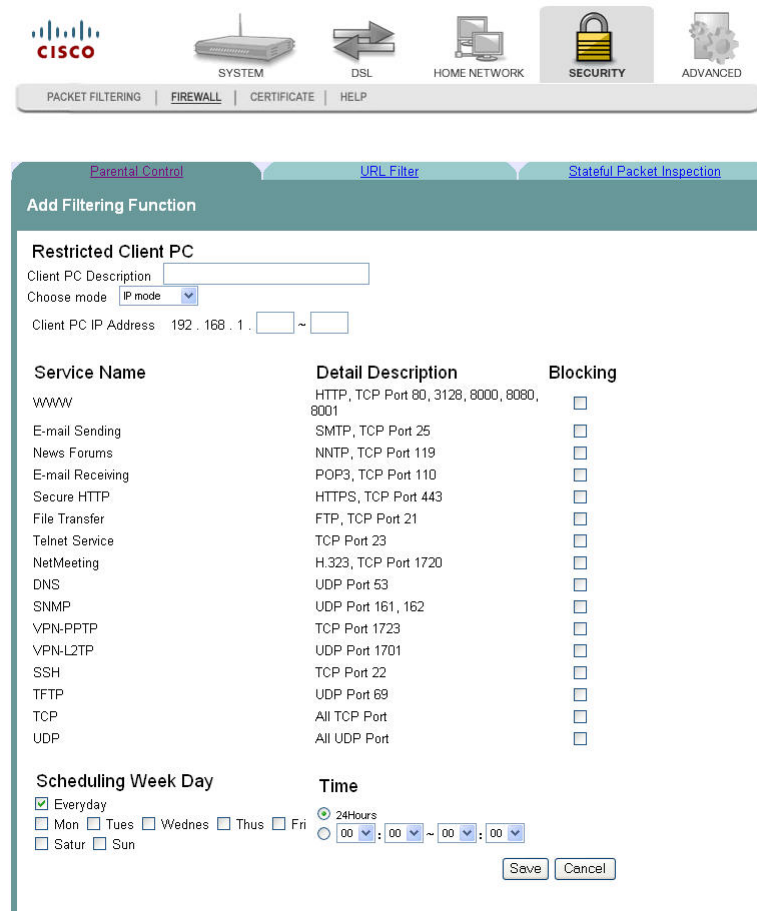 CISCO
SYSTEM DSL HOME NETWORK SECURITY ADVANCED
PACKET FILTERING | FIREWALL | CERTIFICATE | HELP
Parental Control URL Filter Stateful Packet Inspection
Add Filtering Function
Restricted Client PC
Client PC Description
Choose mode IP mode
Client PC IP Address 192 . 168 . 1 . ~
Service Name Detail Description Blocking
WWW HTTP, TCP Port 80, 3128, 8000, 8080,
8001
E-mail Sending SMTP, TCP Port 25
News Forums NNTP, TCP Port 119
E-mail Receiving POP3, TCP Port 110
Secure HTTP HTTPS, TCP Port 443
File Transfer FTP, TCP Port 21
Telnet Service TCP Port 23
NetMeeting H.323, TCP Port 1720
DNS UDP Port 53
SNMP UDP Port 161, 162
VPN-PPTP TCP Port 1723
VPN-L2TP UDP Port 1701
SSH TCP Port 22
TFTP UDP Port 69
TCP All TCP Port
UDP All UDP Port
Scheduling Week Day Time
Everyday 24Hours
Mon Tues Wednes Thus Fri 00 : 00 ~ 00 : 00
Satur Sun
Save Cancel